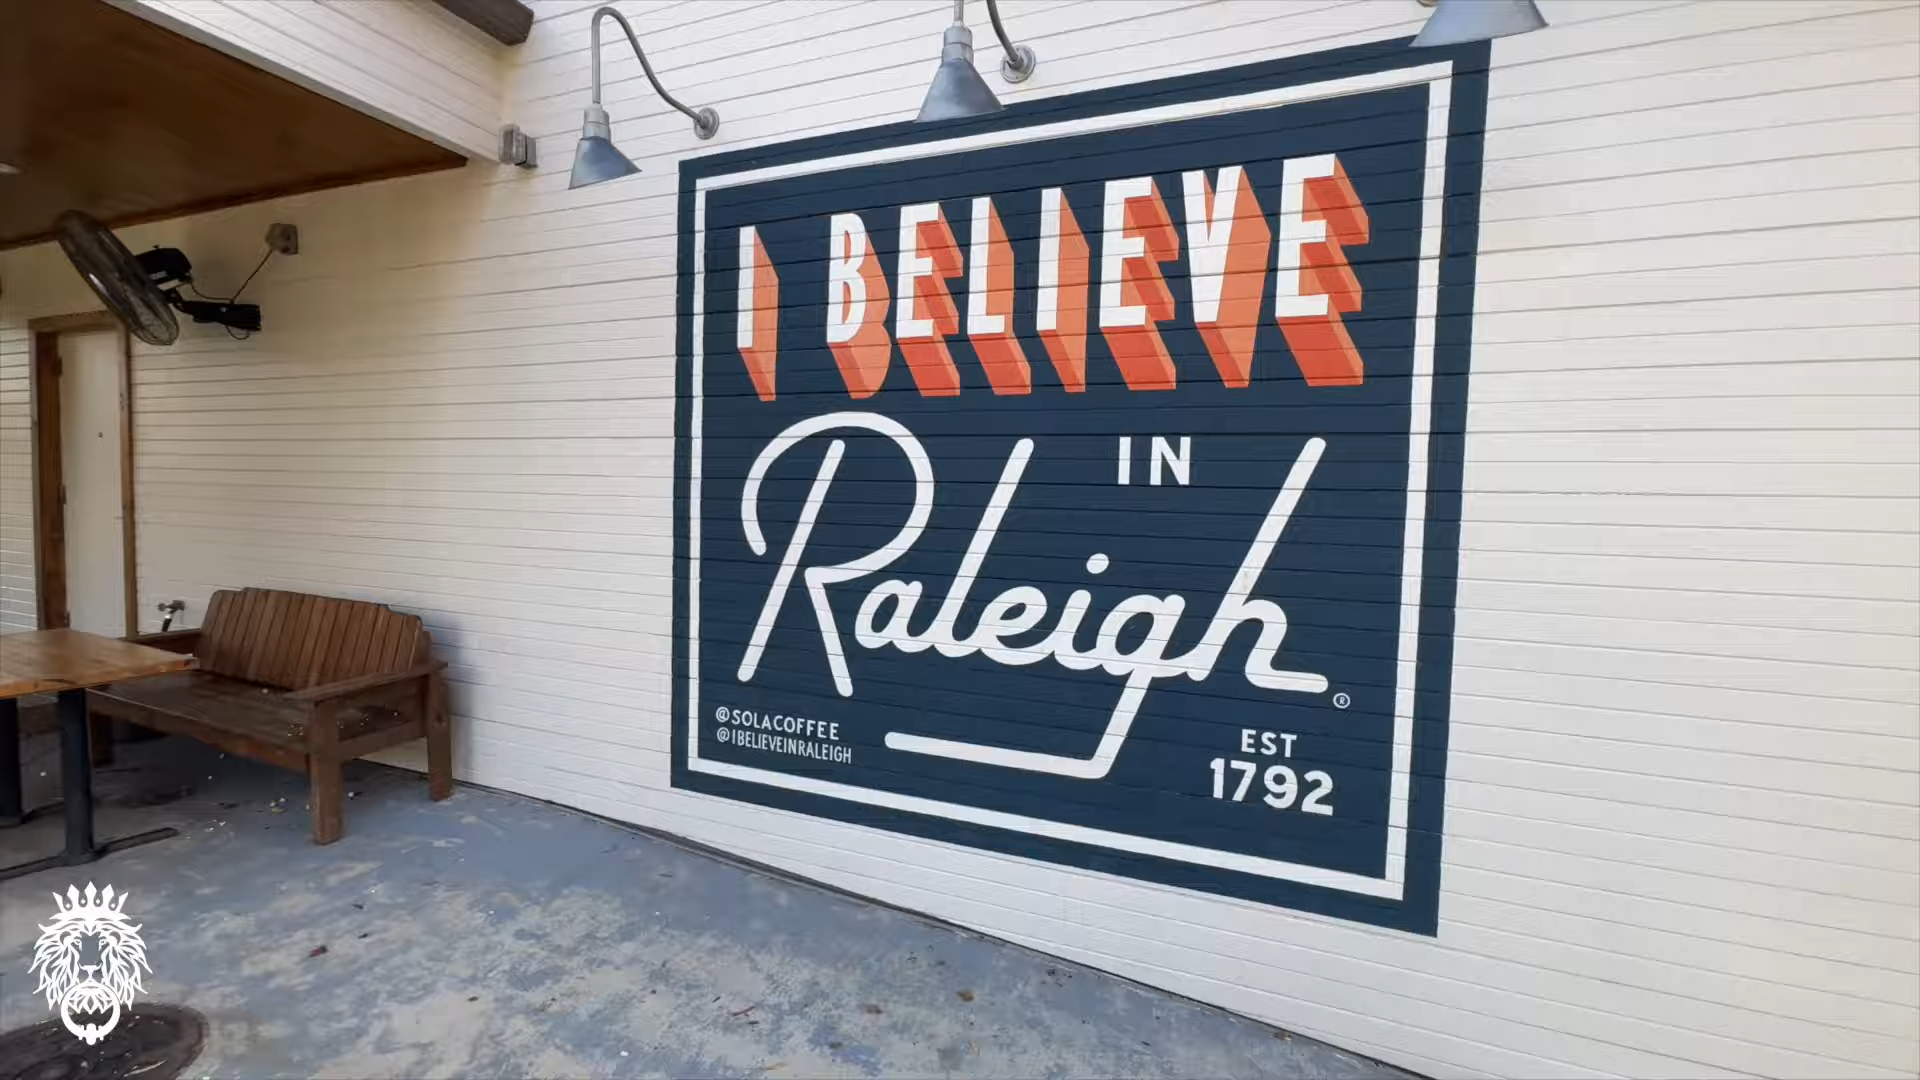 I BELIEVE
IN
Raleigh®
@SOLACOFFEE
@IBELIEVEINRALEIGH
EST
1792